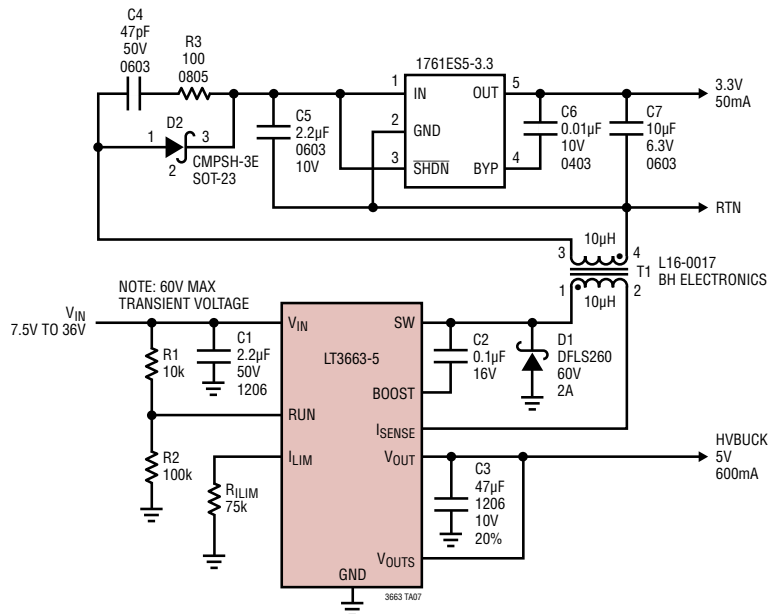 C4
47pF
50V
0603
R3
100
0805
D2
1
3
2
CMPSH-3E
SOT-23
C5
2.2µF
0603
10V
1761ES5-3.3
1
IN
OUT
5
2
GND
3
SHDN
BYP
4
C6
0.01µF
10V
0403
C7
10µF
6.3V
0603
3.3V
50mA
RTN
3
10µH
4
T1
L16-0017
BH ELECTRONICS
1
10µH
2
NOTE: 60V MAX
TRANSIENT VOLTAGE
VIN
7.5V TO 36V
R1
10k
C1
2.2µF
50V
1206
R2
100k
RILIM
75k
VIN
SW
LT3663-5
BOOST
RUN
ISENSE
ILIM
VOUT
VOUTS
GND
C2
0.1µF
16V
D1
DFLS260
60V
2A
C3
47µF
1206
10V
20%
HVBUCK
5V
600mA
3663 TA07